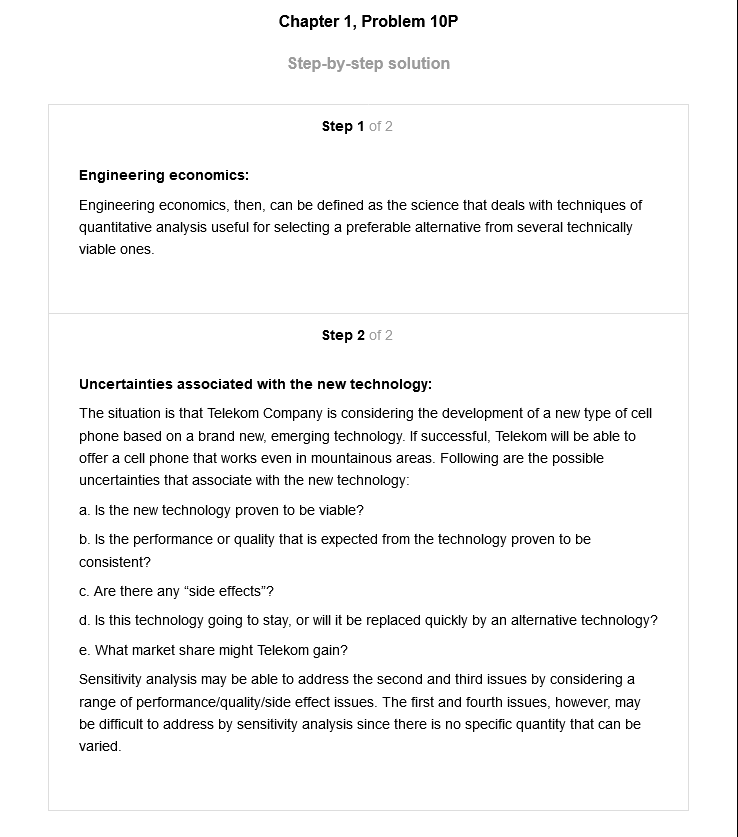 Chapter 1, Problem 10P
Step-by-step solution
Step 1 of 2
Engineering economics:
Engineering economics, then, can be defined as the science that deals with techniques of
quantitative analysis useful for selecting a preferable alternative from several technically
viable ones.
Step 2 of 2
Uncertainties associated with the new technology:
The situation is that Telekom Company is considering the development of a new type of cell
phone based on a brand new, emerging technology. If successful, Telekom will be able to
offer a cell phone that works even in mountainous areas. Following are the possible
uncertainties that associate with the new technology:
a. Is the new technology proven to be viable?
b. Is the performance or quality that is expected from the technology proven to be
consistent?
c. Are there any “side effects”?
d. Is this technology going to stay, or will it be replaced quickly by an alternative technology?
e. What market share might Telekom gain?
Sensitivity analysis may be able to address the second and third issues by considering a
range of performance/quality/side effect issues. The first and fourth issues, however, may
be difficult to address by sensitivity analysis since there is no specific quantity that can be
varied.